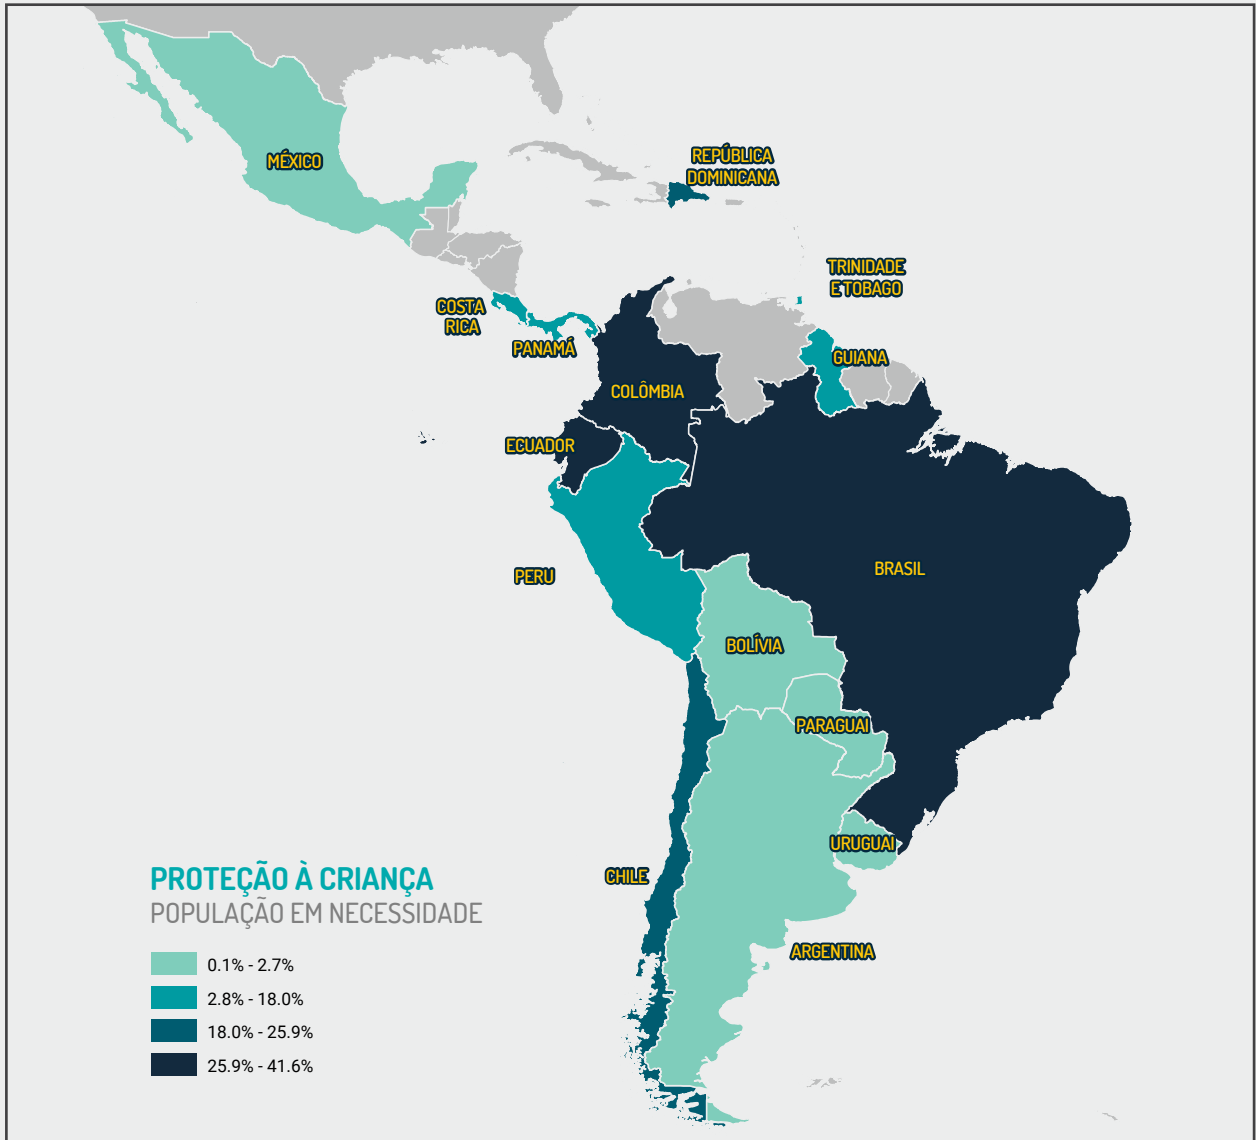 MÉXICO
REPÚBLICA
DOMINICANA
TRINIDADE
E TOBAGO
COSTA
RICA
PANAMÁ
GUIANA
COLÔMBIA
ECUADOR
PERU
BRASIL
BOLÍVIA
PARAGUAI
URUGUAI
CHILE
ARGENTINA
PROTEÇÃO À CRIANÇA
POPULAÇÃO EM NECESSIDADE
0.1% - 2.7%
2.8% - 18.0%
18.0% - 25.9%
25.9% - 41.6%